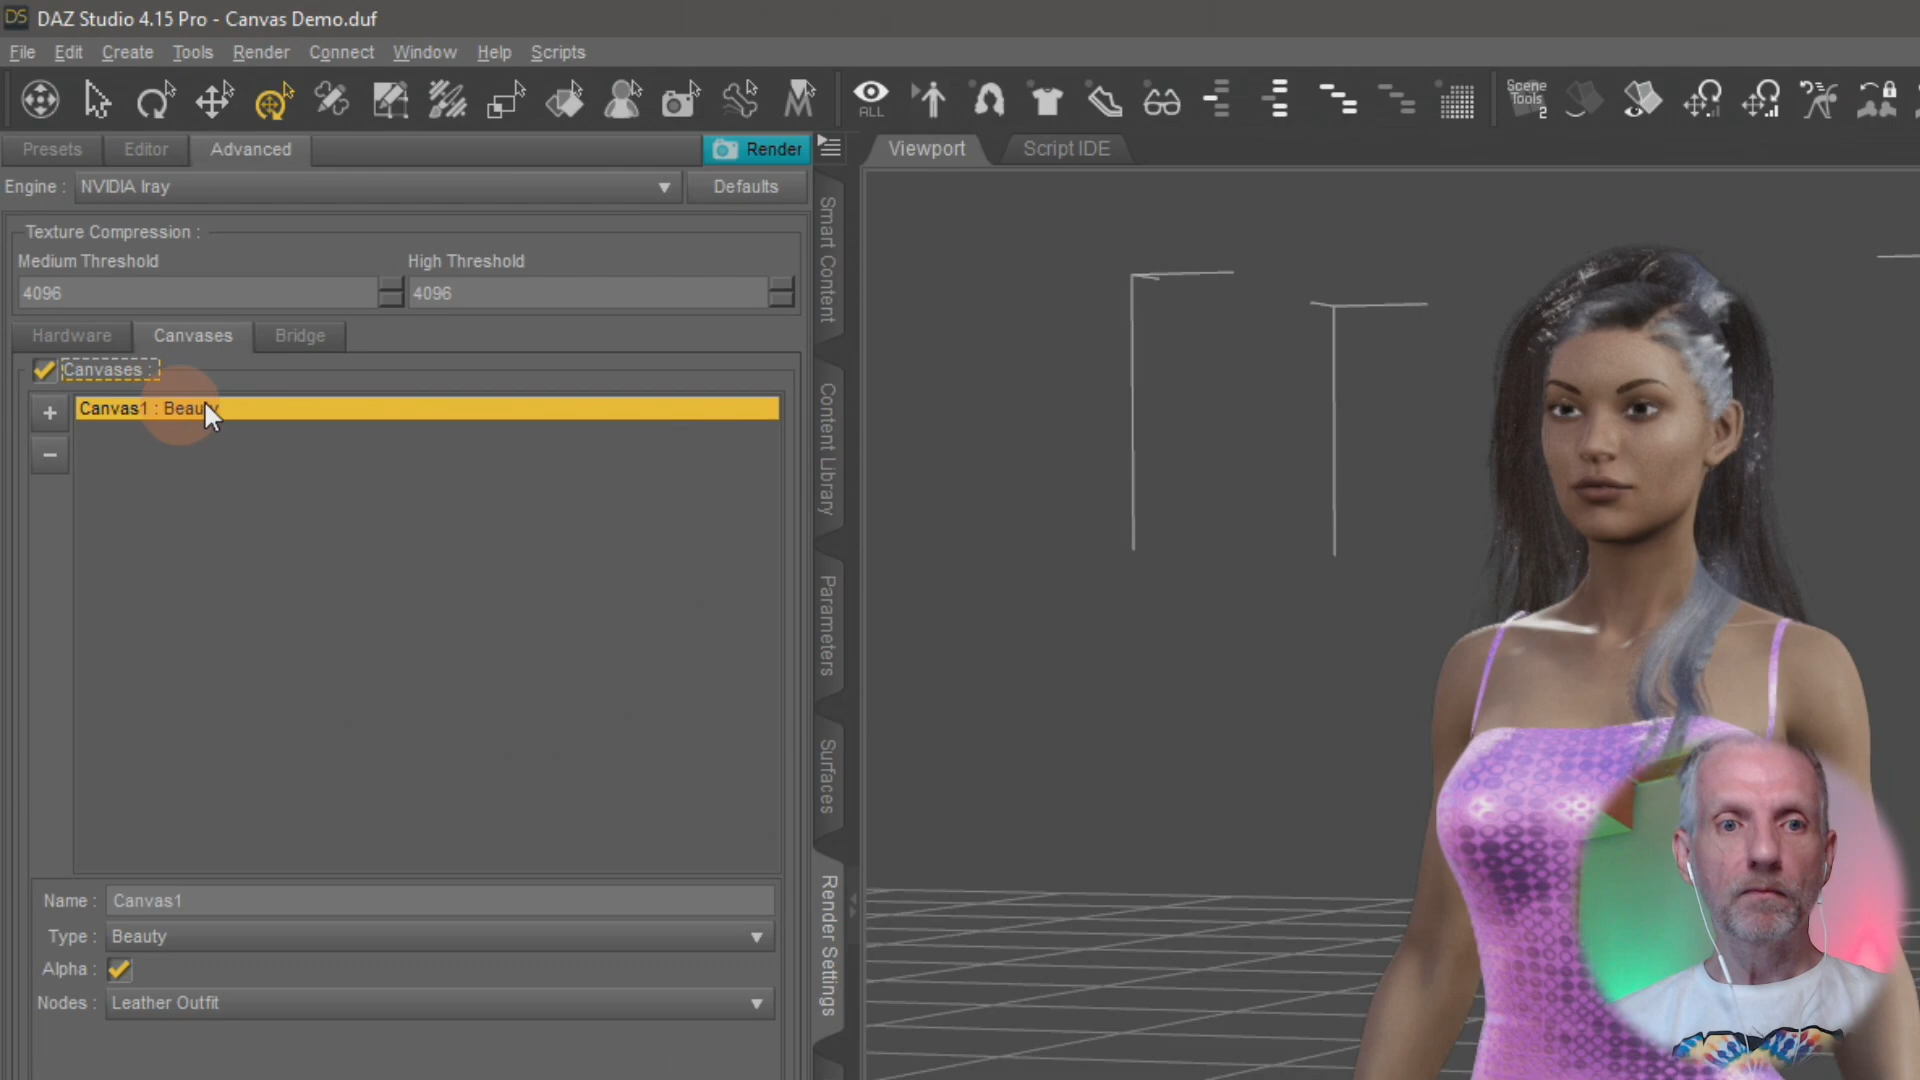 DS DAZ Studio 4.15 Pro - Canvas Demo.duf
File Edit Create Tools Render Connect Window Help Scripts
ALL
Scene
Tools
2
Presets Editor Advanced Render
Viewport Script IDE
Engine : NVIDIA Iray Defaults
Texture Compression :
Medium Threshold High Threshold
4096 4096
Hardware Canvases Bridge
Canvases :
Canvas1 : Beauty
Name : Canvas1
Type : Beauty
Alpha :
Nodes : Leather Outfit
Smart Content
Content Library
Parameters
Surfaces
Render Settings